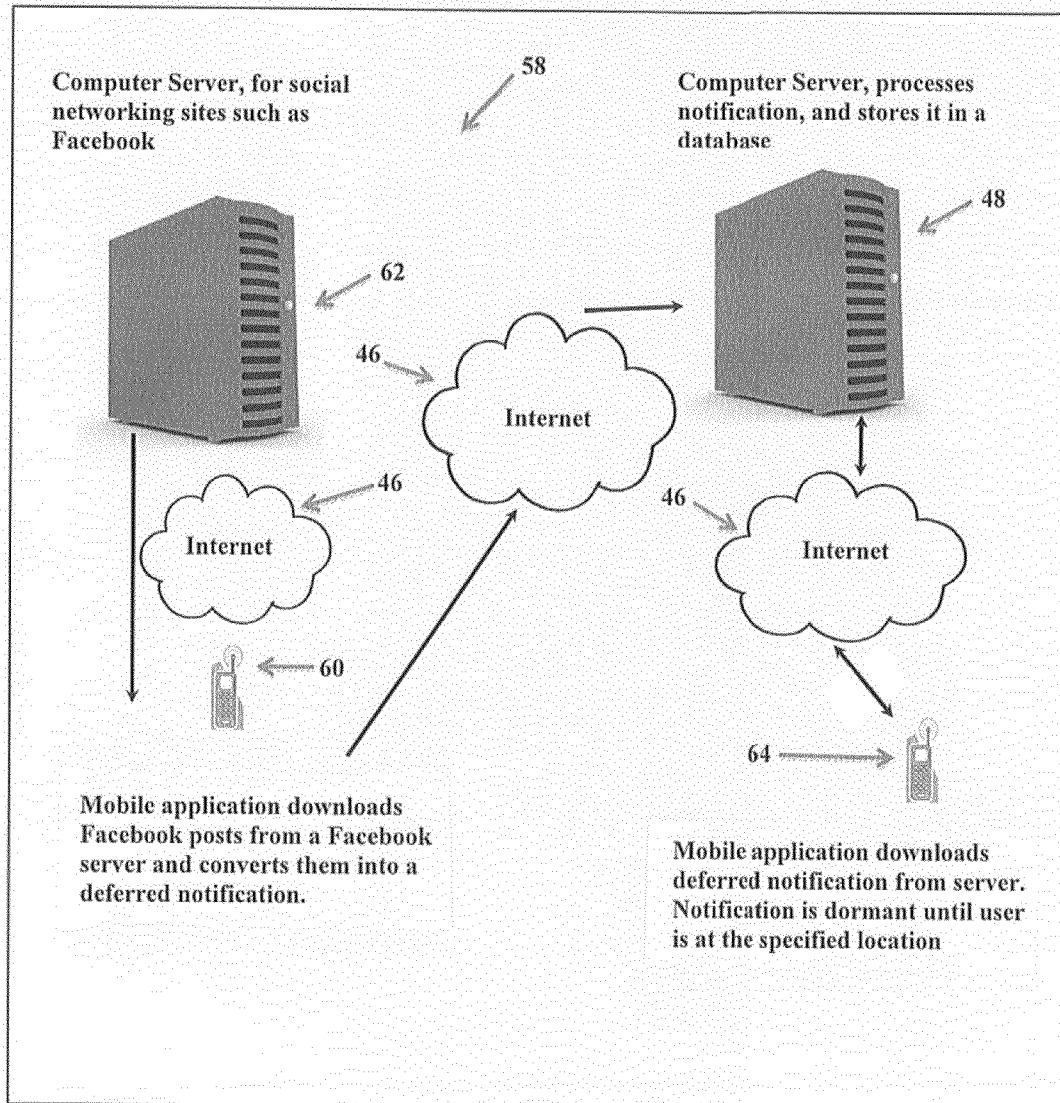 Computer Server, for social
networking sites such as
Facebook
58
Computer Server, processes
notification, and stores it in a
database
48
62
46
Internet
46
Internet
46
Internet
60
64
Mobile application downloads
Facebook posts from a Facebook
server and converts them into a
deferred notification.
Mobile application downloads
deferred notification from server.
Notification is dormant until user
is at the specified location